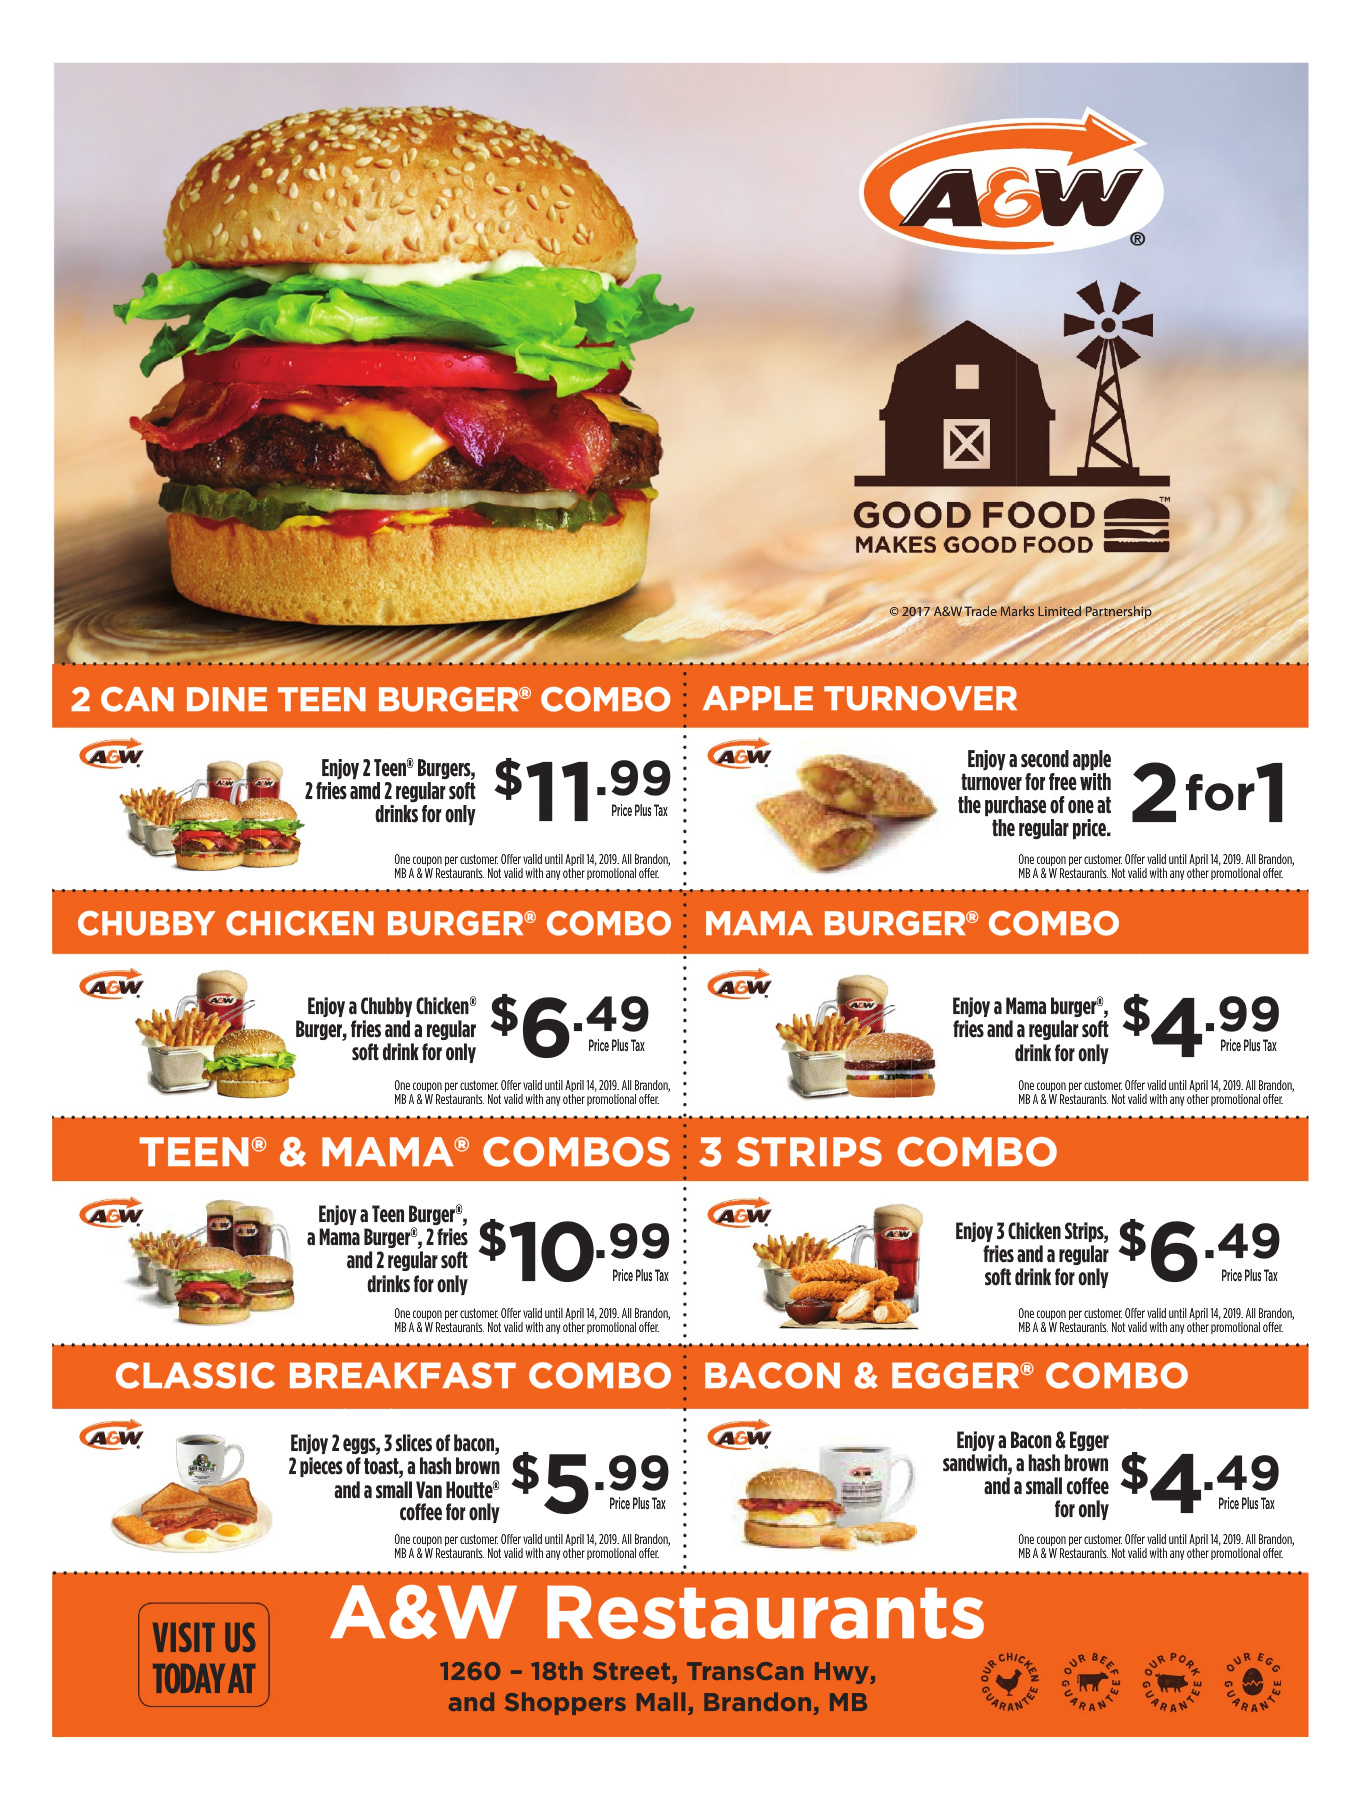 A&W®
GOOD FOOD™
MAKES GOOD FOOD
© 2017 A&W Trade Marks Limited Partnership
2 CAN DINE TEEN BURGER® COMBO
A&W
Enjoy 2 Teen® Burgers,
2 fries amd 2 regular soft
drinks for only
$11.99
Price Plus Tax
One coupon per customer. Offer valid until April 14, 2019. All Brandon,
MB A & W Restaurants. Not valid with any other promotional offer.
APPLE TURNOVER
A&W
Enjoy a second apple
turnover for free with
the purchase of one at
the regular price.
2 for 1
One coupon per customer. Offer valid until April 14, 2019. All Brandon,
MB A & W Restaurants. Not valid with any other promotional offer.
CHUBBY CHICKEN BURGER® COMBO
A&W
Enjoy a Chubby Chicken®
Burger, fries and a regular
soft drink for only
$6.49
Price Plus Tax
One coupon per customer. Offer valid until April 14, 2019. All Brandon,
MB A & W Restaurants. Not valid with any other promotional offer.
MAMA BURGER® COMBO
A&W
Enjoy a Mama burger®,
fries and a regular soft
drink for only
$4.99
Price Plus Tax
One coupon per customer. Offer valid until April 14, 2019. All Brandon,
MB A & W Restaurants. Not valid with any other promotional offer.
TEEN® & MAMA® COMBOS
A&W
Enjoy a Teen Burger®,
a Mama Burger®, 2 fries
and 2 regular soft
drinks for only
$10.99
Price Plus Tax
One coupon per customer. Offer valid until April 14, 2019. All Brandon,
MB A & W Restaurants. Not valid with any other promotional offer.
3 STRIPS COMBO
A&W
Enjoy 3 Chicken Strips,
fries and a regular
soft drink for only
$6.49
Price Plus Tax
One coupon per customer. Offer valid until April 14, 2019. All Brandon,
MB A & W Restaurants. Not valid with any other promotional offer.
CLASSIC BREAKFAST COMBO
A&W
Enjoy 2 eggs, 3 slices of bacon,
2 pieces of toast, a hash brown
and a small Van Houtte®
coffee for only
$5.99
Price Plus Tax
One coupon per customer. Offer valid until April 14, 2019. All Brandon,
MB A & W Restaurants. Not valid with any other promotional offer.
BACON & EGGER® COMBO
A&W
Enjoy a Bacon & Egger
sandwich, a hash brown
and a small coffee
for only
$4.49
Price Plus Tax
One coupon per customer. Offer valid until April 14, 2019. All Brandon,
MB A & W Restaurants. Not valid with any other promotional offer.
VISIT US
TODAY AT
A&W Restaurants
1260 – 18th Street, TransCan Hwy,
and Shoppers Mall, Brandon, MB
OUR CHICKEN GUARANTEE
OUR BEEF GUARANTEE
OUR PORK GUARANTEE
OUR EGG GUARANTEE